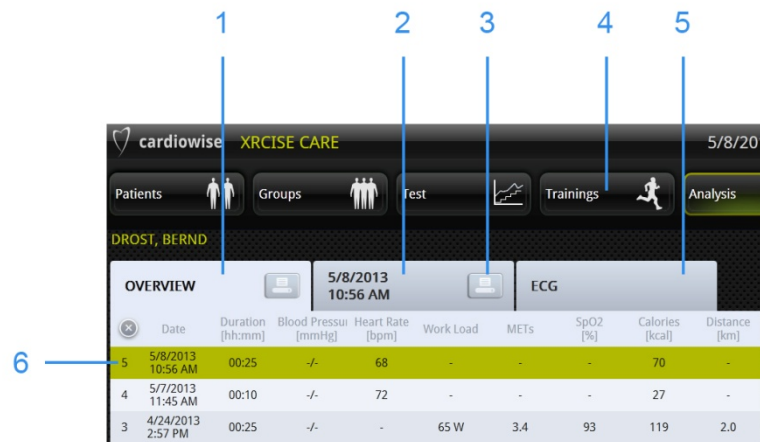 1 2 3 4 5
cardiowise XRCISE CARE 5/8/20
Patients Groups Test Trainings Analysis
DROST, BERND
OVERVIEW 5/8/2013 10:56 AM ECG
Date Duration [hh:mm] Blood Pressu [mmHg] Heart Rate [bpm] Work Load METs SpO2 [%] Calories [kcal] Distance [km]
6
5 5/8/2013 10:56 AM 00:25 -/- 68 - - - 70 -
4 5/7/2013 11:45 AM 00:10 -/- 72 - - - 27 -
3 4/24/2013 2:57 PM 00:25 -/- - 65 W 3.4 93 119 2.0